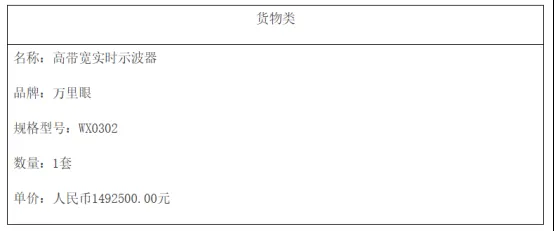 货物类
名称：高带宽实时示波器
品牌：万里眼
规格型号：WX0302
数量：1套
单价：人民币1492500.00元